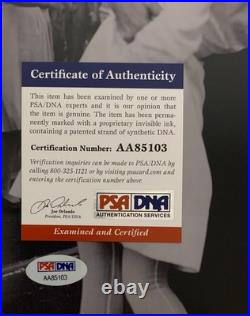 Certificate of Authenticity
This item has been examined by one or more
PSA/DNA experts and it is our opinion that
the item is genuine. The item has been perma-
nently marked with a proprietary invisible ink,
containing a patented strand of synthetic DNA.
Certification Number: AA85103
Verification inquiries can be made to PSA/DNA by
calling 800-325-1121 or by visiting psacard.com and
entering the certification number listed above.
Joe Orlando
President, PSA/DNA
PSA DNA
AUTHENTICATION SERVICES
Examined and Certified
PSA DNA
AA85103